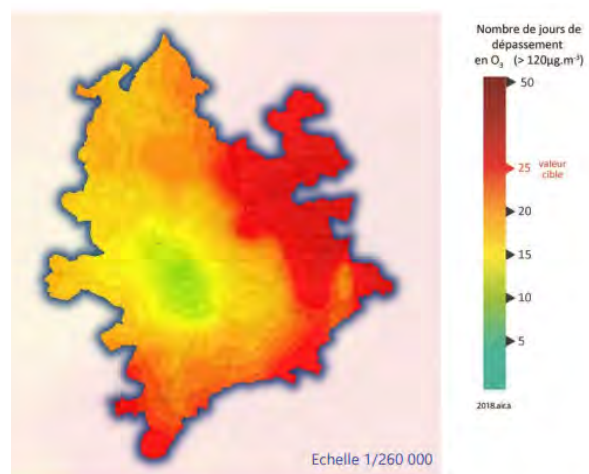 Nombre de jours de
dépassement
en O₃ (> 120µg.m⁻³)
50
25 valeur
cible
20
15
10
5
2018.aica
Echelle 1/260 000